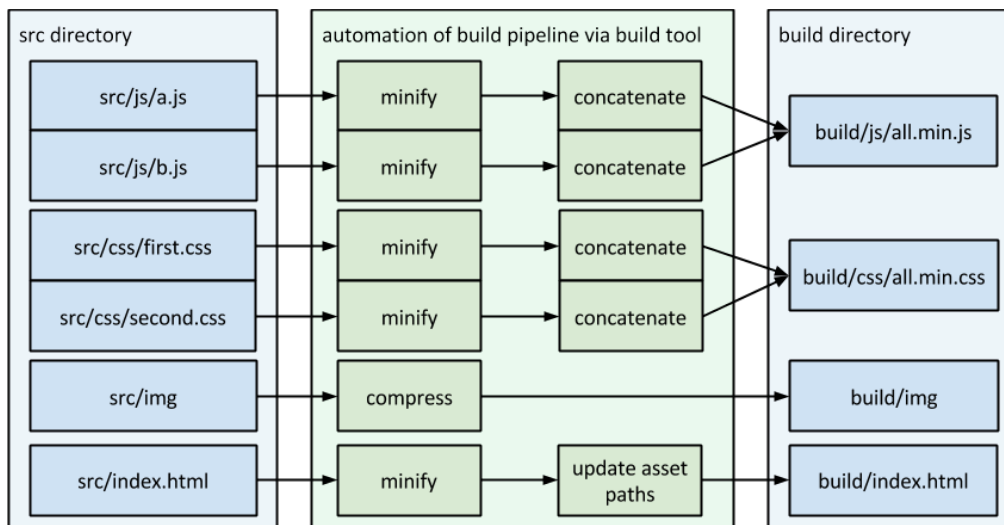 src directory
automation of build pipeline via build tool
build directory
src/js/a.js
minify
concatenate
build/js/all.min.js
src/js/b.js
minify
concatenate
src/css/first.css
minify
concatenate
build/css/all.min.css
src/css/second.css
minify
concatenate
src/img
compress
build/img
src/index.html
minify
update asset
paths
build/index.html